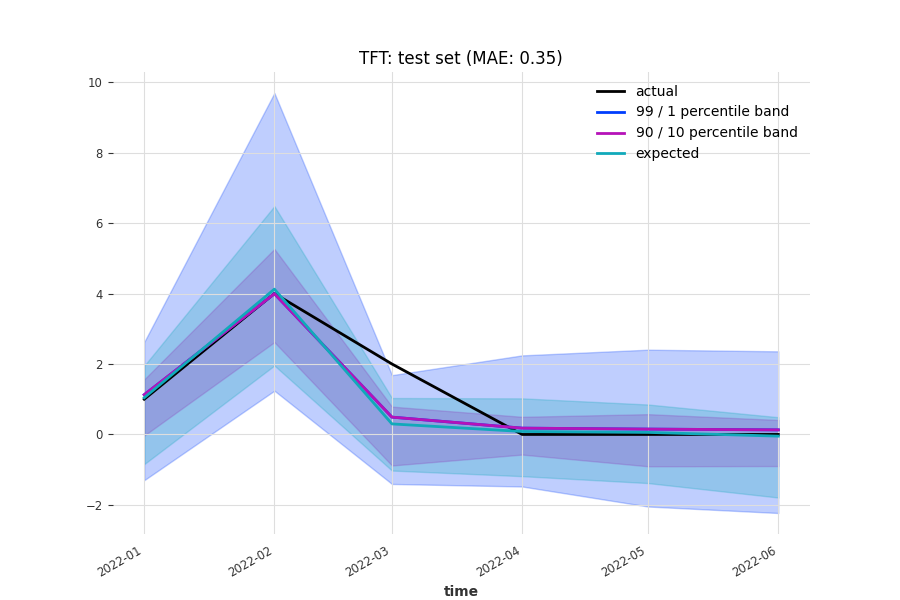 TFT: test set (MAE: 0.35)
actual
99 / 1 percentile band
90 / 10 percentile band
expected
10
8
6
4
2
0
−2
2022-01
2022-02
2022-03
2022-04
2022-05
2022-06
time